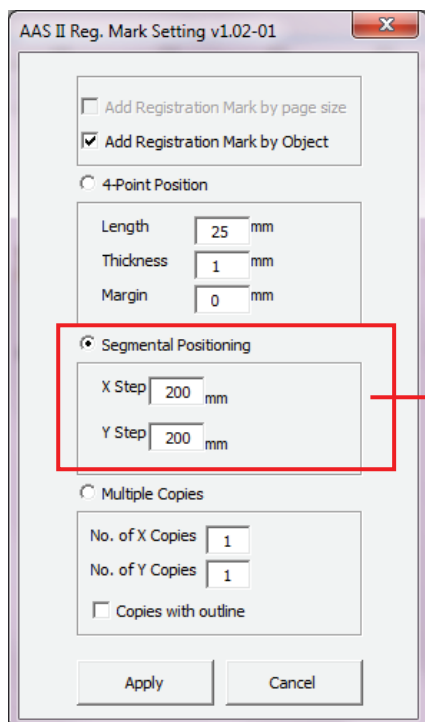 AAS II Reg. Mark Setting v1.02-01
Add Registration Mark by page size
Add Registration Mark by Object
4-Point Position
Length 25 mm
Thickness 1 mm
Margin 0 mm
Segmental Positioning
X Step 200 mm
Y Step 200 mm
Multiple Copies
No. of X Copies 1
No. of Y Copies 1
Copies with outline
Apply Cancel